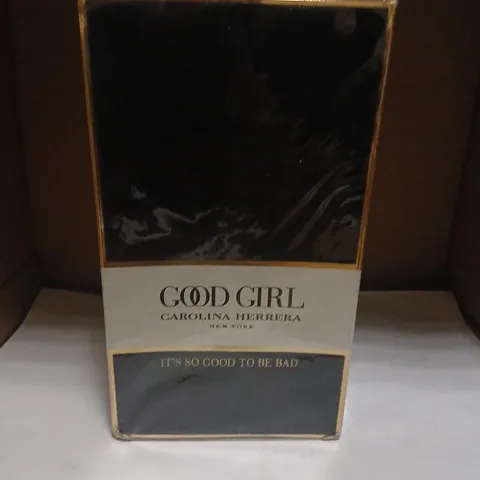 GOOD GIRL
CAROLINA HERRERA
NEW YORK
IT'S SO GOOD TO BE BAD